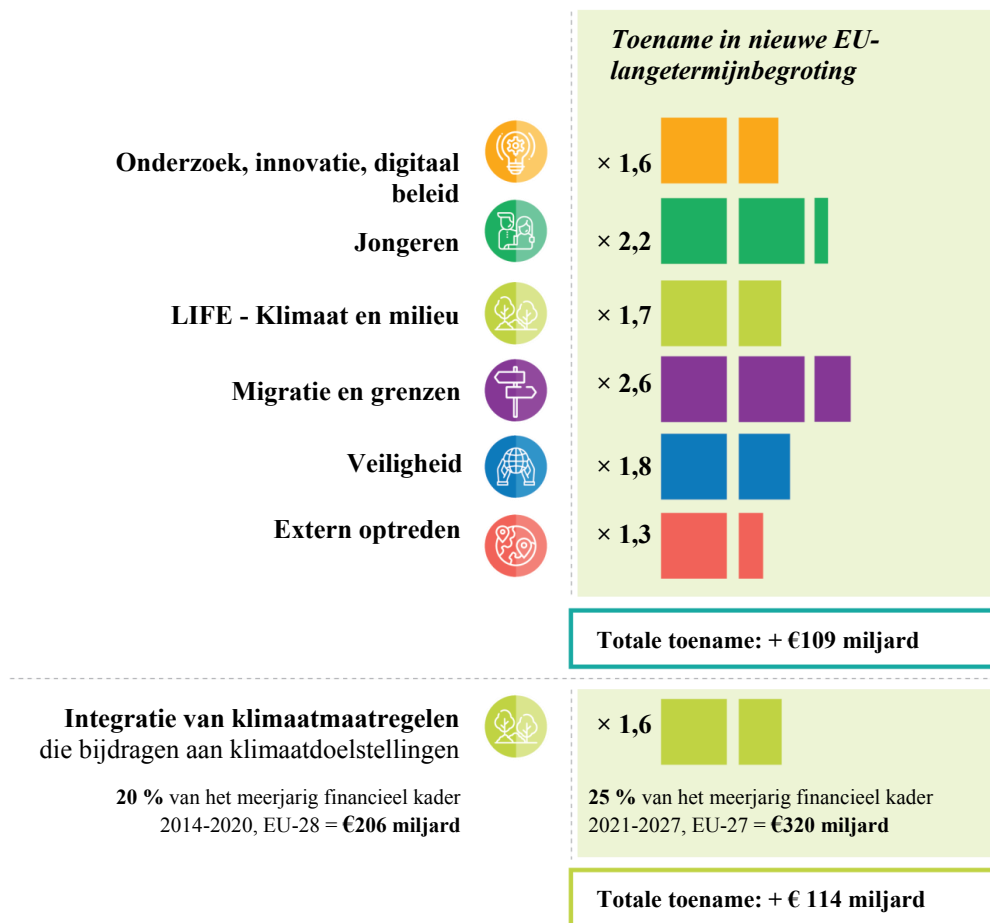 Toename in nieuwe EU-
langetermijnbegroting
Onderzoek, innovatie, digitaal
beleid
× 1,6
Jongeren
× 2,2
LIFE - Klimaat en milieu
× 1,7
Migratie en grenzen
× 2,6
Veiligheid
× 1,8
Extern optreden
× 1,3
Totale toename: + €109 miljard
Integratie van klimaatmaatregelen
die bijdragen aan klimaatdoelstellingen
× 1,6
20 % van het meerjarig financieel kader
2014-2020, EU-28 = €206 miljard
25 % van het meerjarig financieel kader
2021-2027, EU-27 = €320 miljard
Totale toename: + € 114 miljard